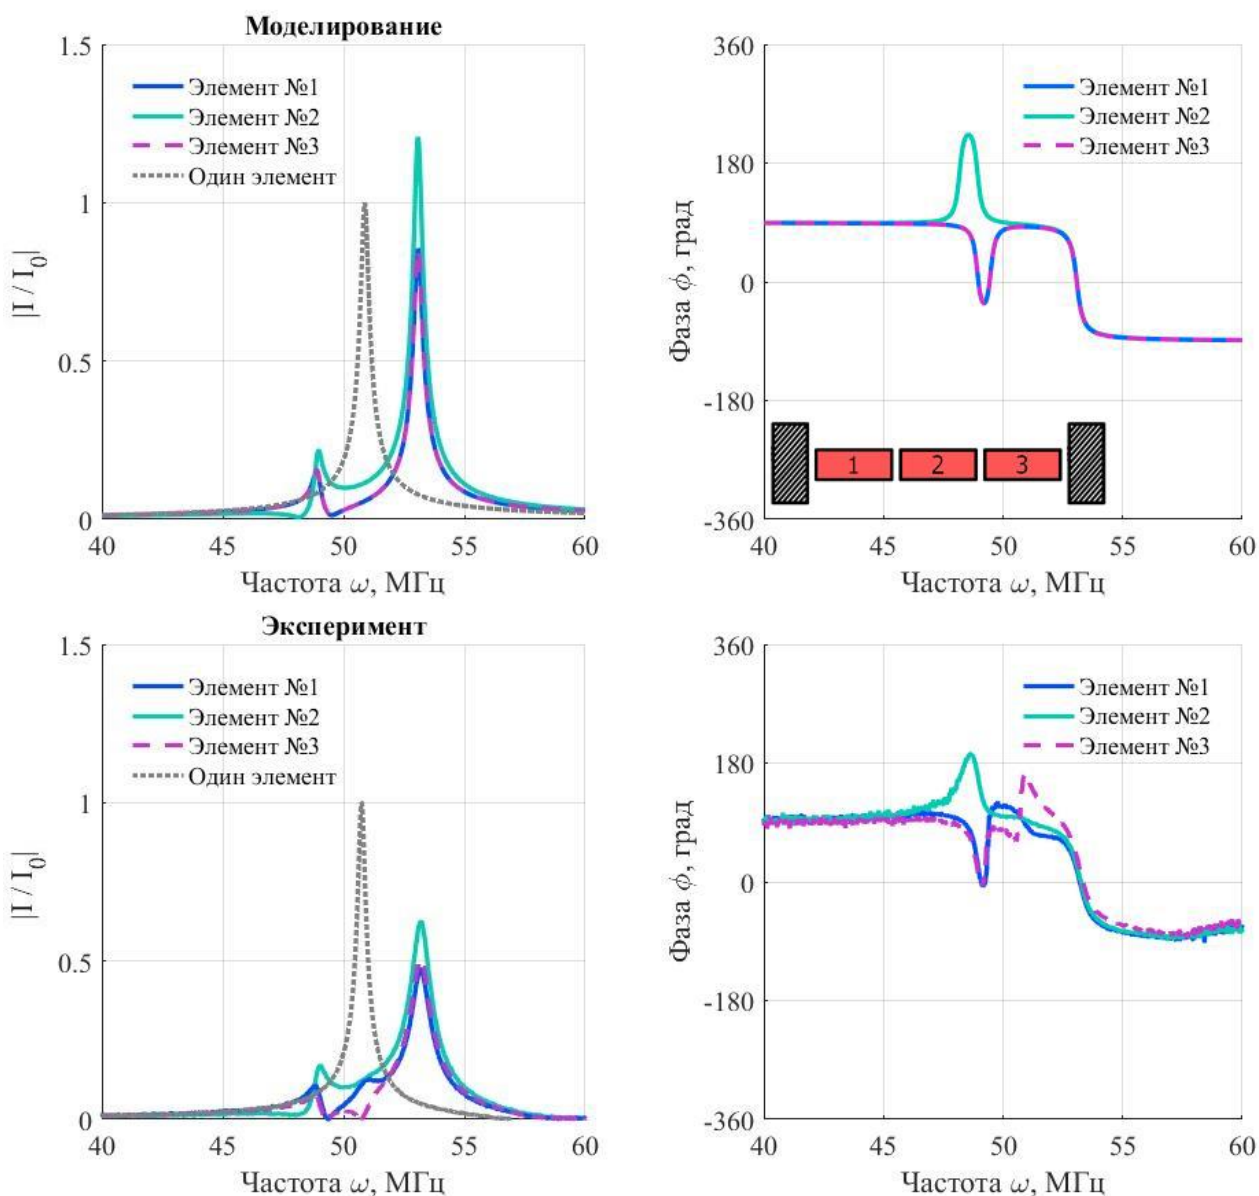 Моделирование
1.5
1
0.5
0
|I / I0|
Элемент №1
Элемент №2
Элемент №3
Один элемент
40 45 50 55 60
Частота ω, МГц
360
180
0
-180
-360
Фаза ϕ, град
Элемент №1
Элемент №2
Элемент №3
1 2 3
40 45 50 55 60
Частота ω, МГц
Эксперимент
1.5
1
0.5
0
|I / I0|
Элемент №1
Элемент №2
Элемент №3
Один элемент
40 45 50 55 60
Частота ω, МГц
360
180
0
-180
-360
Фаза ϕ, град
Элемент №1
Элемент №2
Элемент №3
40 45 50 55 60
Частота ω, МГц